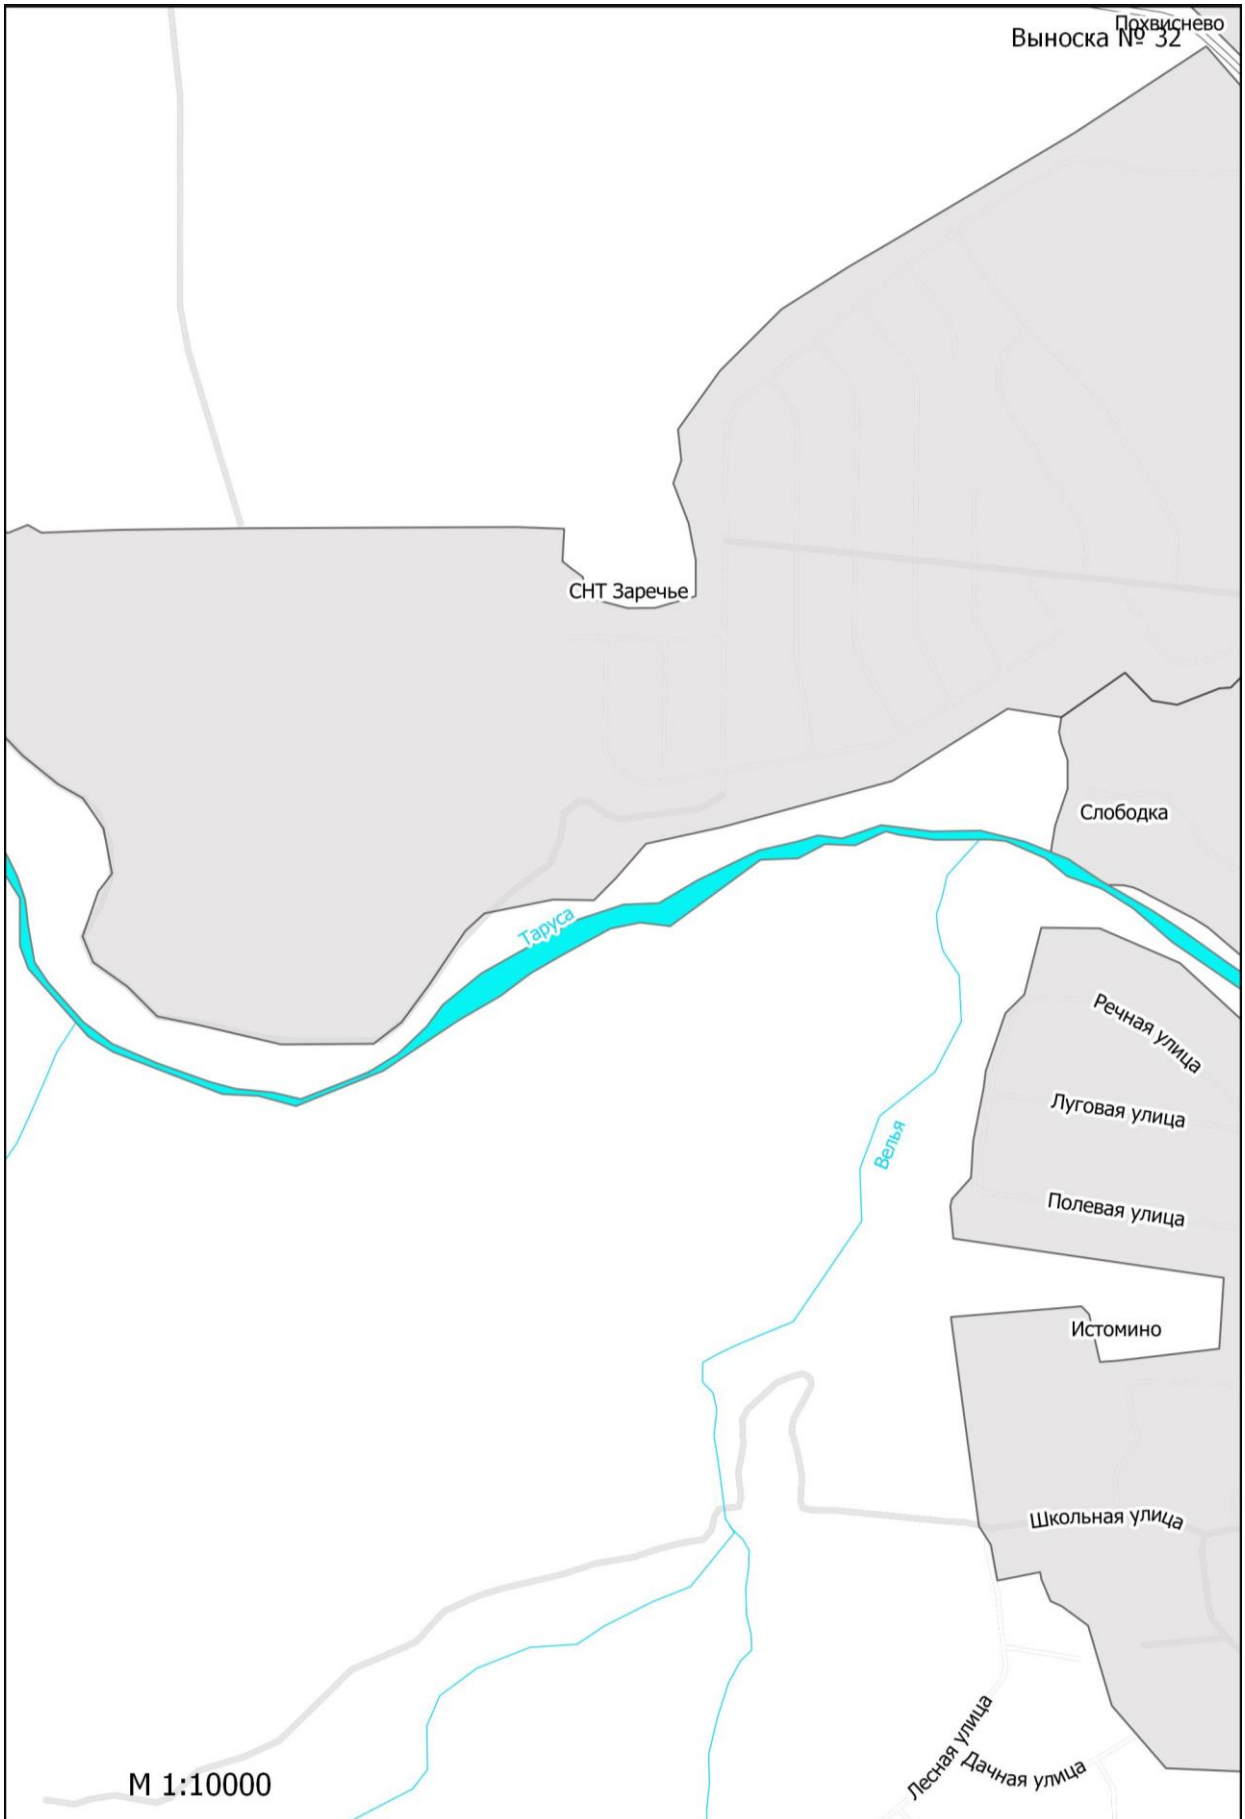 Похвиснево
Выноска № 32
СНТ Заречье
Слободка
Таруса
Речная улица
Луговая улица
Велья
Полевая улица
Истомино
Школьная улица
Лесная улица
Дачная улица
М 1:10000